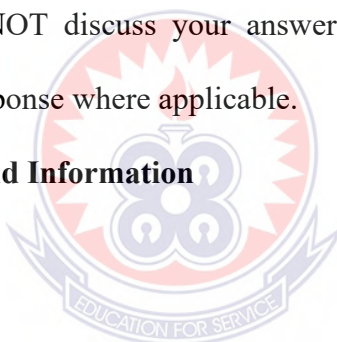 NOT discuss your answer
ponse where applicable.
d Information
EDUCATION FOR SERVICE